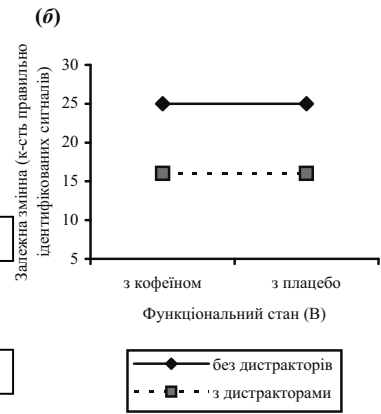 (б)
Залежна змінна (к-сть правильно
ідентифікованих сигналів)
30
25
20
15
10
5
з кофеїном
з плацебо
Функціональний стан (В)
без дистракторів
з дистракторами